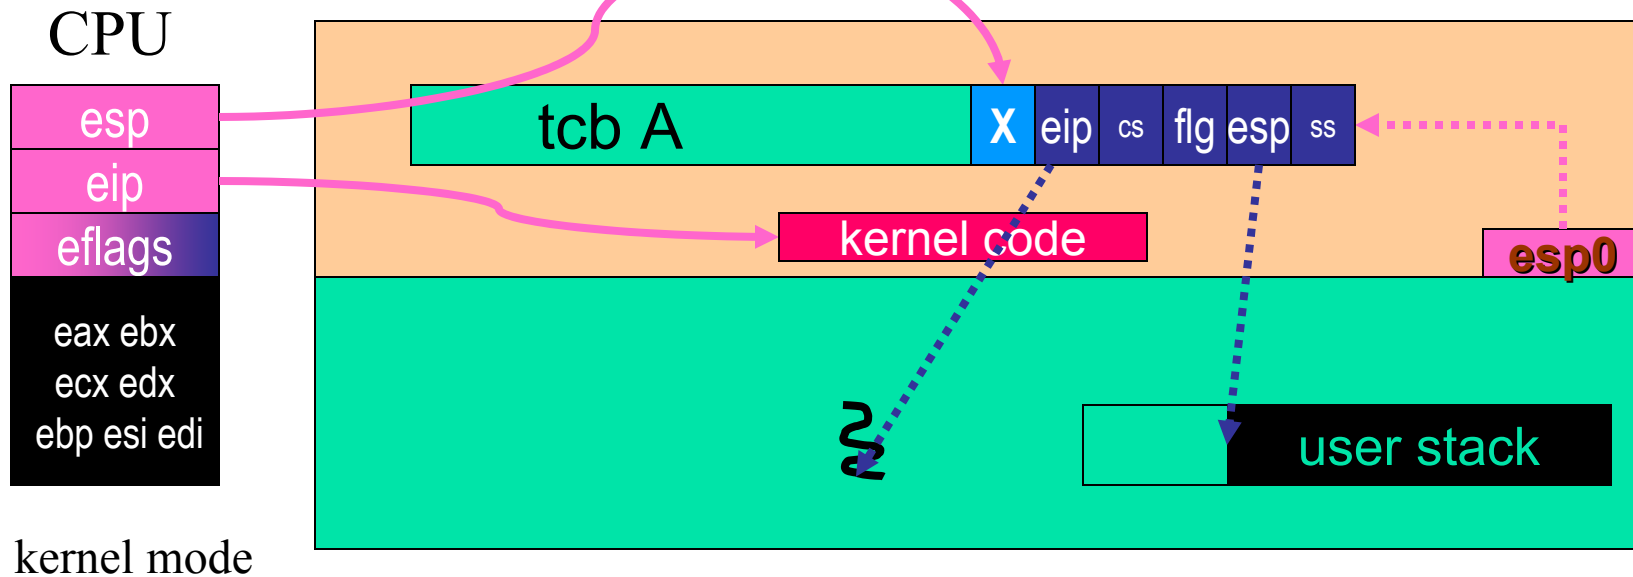 CPU
esp
eip
eflags
eax ebx
ecx edx
ebp esi edi
kernel mode
tcb A
X eip cs flg esp ss
kernel code
esp0
user stack